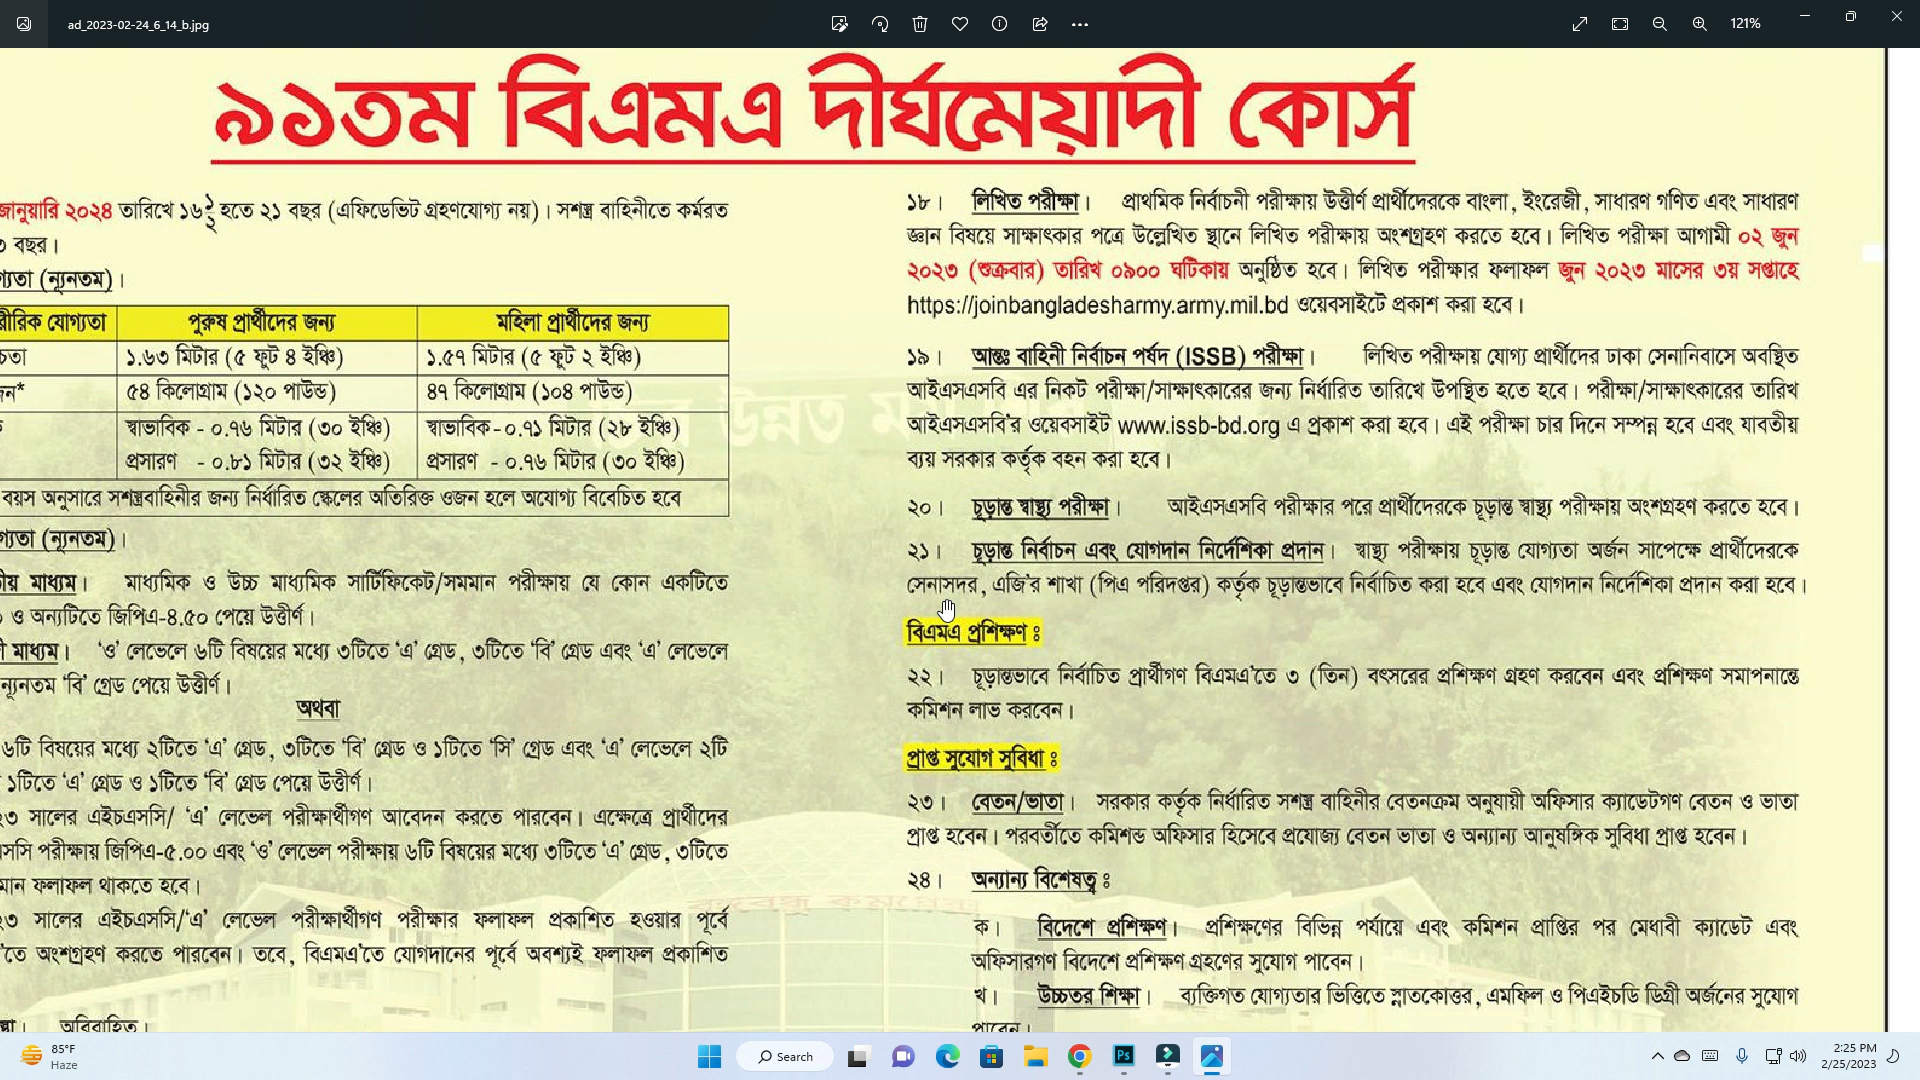 ad_2023-02-24_6_14_b.jpg
121%
৯১তম বিএমএ দীর্ঘমেয়াদী কোর্স
জানুয়ারি ২০২৪ তারিখে ১৬ ১/২ হতে ২১ বছর (এফিডেভিট গ্রহণযোগ্য নয়)। সশস্ত্র বাহিনীতে কর্মরত
বছর।
(ন্যূনতম)।
যোগ্যতা পুরুষ প্রার্থীদের জন্য মহিলা প্রার্থীদের জন্য
১.৬৩ মিটার (৫ ফুট ৪ ইঞ্চি) ১.৫৭ মিটার (৫ ফুট ২ ইঞ্চি)
৫৪ কিলোগ্রাম (১২০ পাউন্ড) ৪৭ কিলোগ্রাম (১০৪ পাউন্ড)
স্বাভাবিক - ০.৭৬ মিটার (৩০ ইঞ্চি) স্বাভাবিক - ০.৭১ মিটার (২৮ ইঞ্চি)
প্রসারণ - ০.৮১ মিটার (৩২ ইঞ্চি) প্রসারণ - ০.৭৬ মিটার (৩০ ইঞ্চি)
বয়স অনুসারে সশস্ত্রবাহিনীর জন্য নির্ধারিত স্কেলের অতিরিক্ত ওজন হলে অযোগ্য বিবেচিত হবে
(ন্যূনতম)।
মাধ্যম। মাধ্যমিক ও উচ্চ মাধ্যমিক সার্টিফিকেট/সমমান পরীক্ষায় যে কোন একটিতে
ও অন্যটিতে জিপিএ-৪.৫০ পেয়ে উত্তীর্ণ।
মাধ্যম। ‘ও’ লেভেলে ৬টি বিষয়ের মধ্যে ৩টিতে ‘এ’ গ্রেড, ৩টিতে ‘বি’ গ্রেড এবং ‘এ’ লেভেলে
ন্যূনতম ‘বি’ গ্রেড পেয়ে উত্তীর্ণ।
অথবা
৬টি বিষয়ের মধ্যে ২টিতে ‘এ’ গ্রেড, ৩টিতে ‘বি’ গ্রেড ও ১টিতে ‘সি’ গ্রেড এবং ‘এ’ লেভেলে ২টি
১টিতে ‘এ’ গ্রেড ও ১টিতে ‘বি’ গ্রেড পেয়ে উত্তীর্ণ।
সালের এইচএসসি/ ‘এ’ লেভেল পরীক্ষার্থীগণ আবেদন করতে পারবেন। এক্ষেত্রে প্রার্থীদের
পরীক্ষায় জিপিএ-৫.০০ এবং ‘ও’ লেভেল পরীক্ষায় ৬টি বিষয়ের মধ্যে ৩টিতে ‘এ’ গ্রেড, ৩টিতে
ফলাফল থাকতে হবে।
সালের এইচএসসি/‘এ’ লেভেল পরীক্ষার্থীগণ পরীক্ষার ফলাফল প্রকাশিত হওয়ার পূর্বে
অংশগ্রহণ করতে পারবেন। তবে, বিএমএ’তে যোগদানের পূর্বে অবশ্যই ফলাফল প্রকাশিত
অবিবাহিত।
১৮। লিখিত পরীক্ষা। প্রাথমিক নির্বাচনী পরীক্ষায় উত্তীর্ণ প্রার্থীদেরকে বাংলা, ইংরেজী, সাধারণ গণিত এবং সাধারণ
জ্ঞান বিষয়ে সাক্ষাৎকার পত্রে উল্লেখিত স্থানে লিখিত পরীক্ষায় অংশগ্রহণ করতে হবে। লিখিত পরীক্ষা আগামী ০২ জুন
২০২৩ (শুক্রবার) তারিখ ০৯০০ ঘটিকায় অনুষ্ঠিত হবে। লিখিত পরীক্ষার ফলাফল জুন ২০২৩ মাসের ৩য় সপ্তাহে
https://joinbangladesharmy.army.mil.bd ওয়েবসাইটে প্রকাশ করা হবে।
১৯। আন্তঃ বাহিনী নির্বাচন পর্ষদ (ISSB) পরীক্ষা। লিখিত পরীক্ষায় যোগ্য প্রার্থীদের ঢাকা সেনানিবাসে অবস্থিত
আইএসএসবি এর নিকট পরীক্ষা/সাক্ষাৎকারের জন্য নির্ধারিত তারিখে উপস্থিত হতে হবে। পরীক্ষা/সাক্ষাৎকারের তারিখ
আইএসএসবি’র ওয়েবসাইট www.issb-bd.org এ প্রকাশ করা হবে। এই পরীক্ষা চার দিনে সম্পন্ন হবে এবং যাবতীয়
ব্যয় সরকার কর্তৃক বহন করা হবে।
২০। চূড়ান্ত স্বাস্থ্য পরীক্ষা। আইএসএসবি পরীক্ষার পরে প্রার্থীদেরকে চূড়ান্ত স্বাস্থ্য পরীক্ষায় অংশগ্রহণ করতে হবে।
২১। চূড়ান্ত নির্বাচন এবং যোগদান নির্দেশিকা প্রদান। স্বাস্থ্য পরীক্ষায় চূড়ান্ত যোগ্যতা অর্জন সাপেক্ষে প্রার্থীদেরকে
সেনাসদর, এজি’র শাখা (পিএ পরিদপ্তর) কর্তৃক চূড়ান্তভাবে নির্বাচিত করা হবে এবং যোগদান নির্দেশিকা প্রদান করা হবে।
বিএমএ প্রশিক্ষণ ঃ
২২। চূড়ান্তভাবে নির্বাচিত প্রার্থীগণ বিএমএ’তে ৩ (তিন) বৎসরের প্রশিক্ষণ গ্রহণ করবেন এবং প্রশিক্ষণ সমাপনান্তে
কমিশন লাভ করবেন।
প্রাপ্ত সুযোগ সুবিধা ঃ
২৩। বেতন/ভাতা। সরকার কর্তৃক নির্ধারিত সশস্ত্র বাহিনীর বেতনক্রম অনুযায়ী অফিসার ক্যাডেটগণ বেতন ও ভাতা
প্রাপ্ত হবেন। পরবর্তীতে কমিশন্ড অফিসার হিসেবে প্রযোজ্য বেতন ভাতা ও অন্যান্য আনুষঙ্গিক সুবিধা প্রাপ্ত হবেন।
২৪। অন্যান্য বিশেষত্ব ঃ
ক। বিদেশে প্রশিক্ষণ। প্রশিক্ষণের বিভিন্ন পর্যায়ে এবং কমিশন প্রাপ্তির পর মেধাবী ক্যাডেট এবং
অফিসারগণ বিদেশে প্রশিক্ষণ গ্রহণের সুযোগ পাবেন।
খ। উচ্চতর শিক্ষা। ব্যক্তিগত যোগ্যতার ভিত্তিতে স্নাতকোত্তর, এমফিল ও পিএইচডি ডিগ্রী অর্জনের সুযোগ
পাবেন।
85°F
Haze
Search
Ps
2:25 PM
2/25/2023